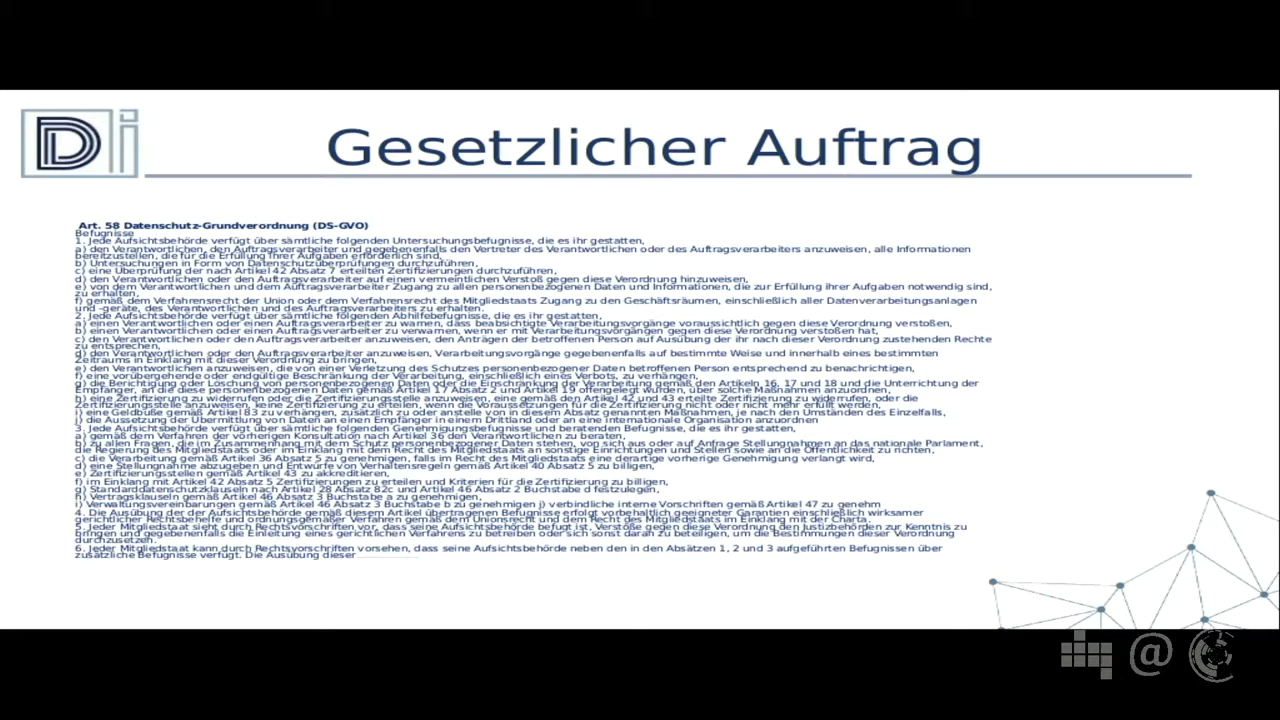 Di
Gesetzlicher Auftrag
Art. 58 Datenschutz-Grundverordnung (DS-GVO)
Befugnisse
1. Jede Aufsichtsbehörde verfügt über sämtliche folgenden Untersuchungsbefugnisse, die es ihr gestatten,
a) den Verantwortlichen, den Auftragsverarbeiter und gegebenenfalls den Vertreter des Verantwortlichen oder des Auftragsverarbeiters anzuweisen, alle Informationen
bereitzustellen, die für die Erfüllung ihrer Aufgaben erforderlich sind,
b) Untersuchungen in Form von Datenschutzüberprüfungen durchzuführen,
c) eine Überprüfung der nach Artikel 42 Absatz 7 erteilten Zertifizierungen durchzuführen,
d) den Verantwortlichen oder den Auftragsverarbeiter auf einen vermeintlichen Verstoß gegen diese Verordnung hinzuweisen,
e) von dem Verantwortlichen und dem Auftragsverarbeiter Zugang zu allen personenbezogenen Daten und Informationen, die zur Erfüllung ihrer Aufgaben notwendig sind,
zu erhalten,
f) gemäß dem Verfahrensrecht der Union oder dem Verfahrensrecht des Mitgliedstaats Zugang zu den Geschäftsräumen, einschließlich aller Datenverarbeitungsanlagen
und -geräte, des Verantwortlichen und des Auftragsverarbeiters zu erhalten.
2. Jede Aufsichtsbehörde verfügt über sämtliche folgenden Abhilfebefugnisse, die es ihr gestatten,
a) einen Verantwortlichen oder einen Auftragsverarbeiter zu warnen, dass beabsichtigte Verarbeitungsvorgänge voraussichtlich gegen diese Verordnung verstoßen,
b) einen Verantwortlichen oder einen Auftragsverarbeiter zu verwarnen, wenn er mit Verarbeitungsvorgängen gegen diese Verordnung verstoßen hat,
c) den Verantwortlichen oder den Auftragsverarbeiter anzuweisen, den Anträgen der betroffenen Person auf Ausübung der ihr nach dieser Verordnung zustehenden Rechte
zu entsprechen,
d) den Verantwortlichen oder den Auftragsverarbeiter anzuweisen, Verarbeitungsvorgänge gegebenenfalls auf bestimmte Weise und innerhalb eines bestimmten
Zeitraums in Einklang mit dieser Verordnung zu bringen,
e) den Verantwortlichen anzuweisen, die von einer Verletzung des Schutzes personenbezogener Daten betroffenen Person entsprechend zu benachrichtigen,
f) eine vorübergehende oder endgültige Beschränkung der Verarbeitung, einschließlich eines Verbots, zu verhängen,
g) die Berichtigung oder Löschung von personenbezogenen Daten oder die Einschränkung der Verarbeitung gemäß den Artikeln 16, 17 und 18 und die Unterrichtung der
Empfänger, an die diese personenbezogenen Daten gemäß Artikel 17 Absatz 2 und Artikel 19 offengelegt wurden, über solche Maßnahmen anzuordnen,
h) eine Zertifizierung zu widerrufen oder die Zertifizierungsstelle anzuweisen, eine gemäß den Artikel 42 und 43 erteilte Zertifizierung zu widerrufen, oder die
Zertifizierungsstelle anzuweisen, keine Zertifizierung zu erteilen, wenn die Voraussetzungen für die Zertifizierung nicht oder nicht mehr erfüllt werden,
i) eine Geldbuße gemäß Artikel 83 zu verhängen, zusätzlich zu oder anstelle von in diesem Absatz genannten Maßnahmen, je nach den Umständen des Einzelfalls,
j) die Aussetzung der Übermittlung von Daten an einen Empfänger in einem Drittland oder an eine internationale Organisation anzuordnen
3. Jede Aufsichtsbehörde verfügt über sämtliche folgenden Genehmigungsbefugnisse und beratenden Befugnisse, die es ihr gestatten,
a) gemäß dem Verfahren der vorherigen Konsultation nach Artikel 36 den Verantwortlichen zu beraten,
b) zu allen Fragen, die im Zusammenhang mit dem Schutz personenbezogener Daten stehen, von sich aus oder auf Anfrage Stellungnahmen an das nationale Parlament,
die Regierung des Mitgliedstaats oder im Einklang mit dem Recht des Mitgliedstaats an sonstige Einrichtungen und Stellen sowie an die Öffentlichkeit zu richten,
c) die Verarbeitung gemäß Artikel 36 Absatz 5 zu genehmigen, falls im Recht des Mitgliedstaats eine derartige vorherige Genehmigung verlangt wird,
d) eine Stellungnahme abzugeben und Entwürfe von Verhaltensregeln gemäß Artikel 40 Absatz 5 zu billigen,
e) Zertifizierungsstellen gemäß Artikel 43 zu akkreditieren,
f) im Einklang mit Artikel 42 Absatz 5 Zertifizierungen zu erteilen und Kriterien für die Zertifizierung zu billigen,
g) Standarddatenschutzklauseln nach Artikel 28 Absatz 82c und Artikel 46 Absatz 2 Buchstabe d festzulegen,
h) Vertragsklauseln gemäß Artikel 46 Absatz 3 Buchstabe a zu genehmigen,
i) Verwaltungsvereinbarungen gemäß Artikel 46 Absatz 3 Buchstabe b zu genehmigen j) verbindliche interne Vorschriften gemäß Artikel 47 zu genehm
4. Die Ausübung der der Aufsichtsbehörde gemäß diesem Artikel übertragenen Befugnisse erfolgt vorbehaltlich geeigneter Garantien einschließlich wirksamer
gerichtlicher Rechtsbehelfe und ordnungsgemäßer Verfahren gemäß dem Unionsrecht und dem Recht des Mitgliedstaats im Einklang mit der Charta.
5. Jeder Mitgliedstaat sieht durch Rechtsvorschriften vor, dass seine Aufsichtsbehörde befugt ist, Verstöße gegen diese Verordnung den Justizbehörden zur Kenntnis zu
bringen und gegebenenfalls die Einleitung eines gerichtlichen Verfahrens zu betreiben oder sich sonst daran zu beteiligen, um die Bestimmungen dieser Verordnung
durchzusetzen.
6. Jeder Mitgliedstaat kann durch Rechtsvorschriften vorsehen, dass seine Aufsichtsbehörde neben den in den Absätzen 1, 2 und 3 aufgeführten Befugnissen über
zusätzliche Befugnisse verfügt. Die Ausübung dieser
@